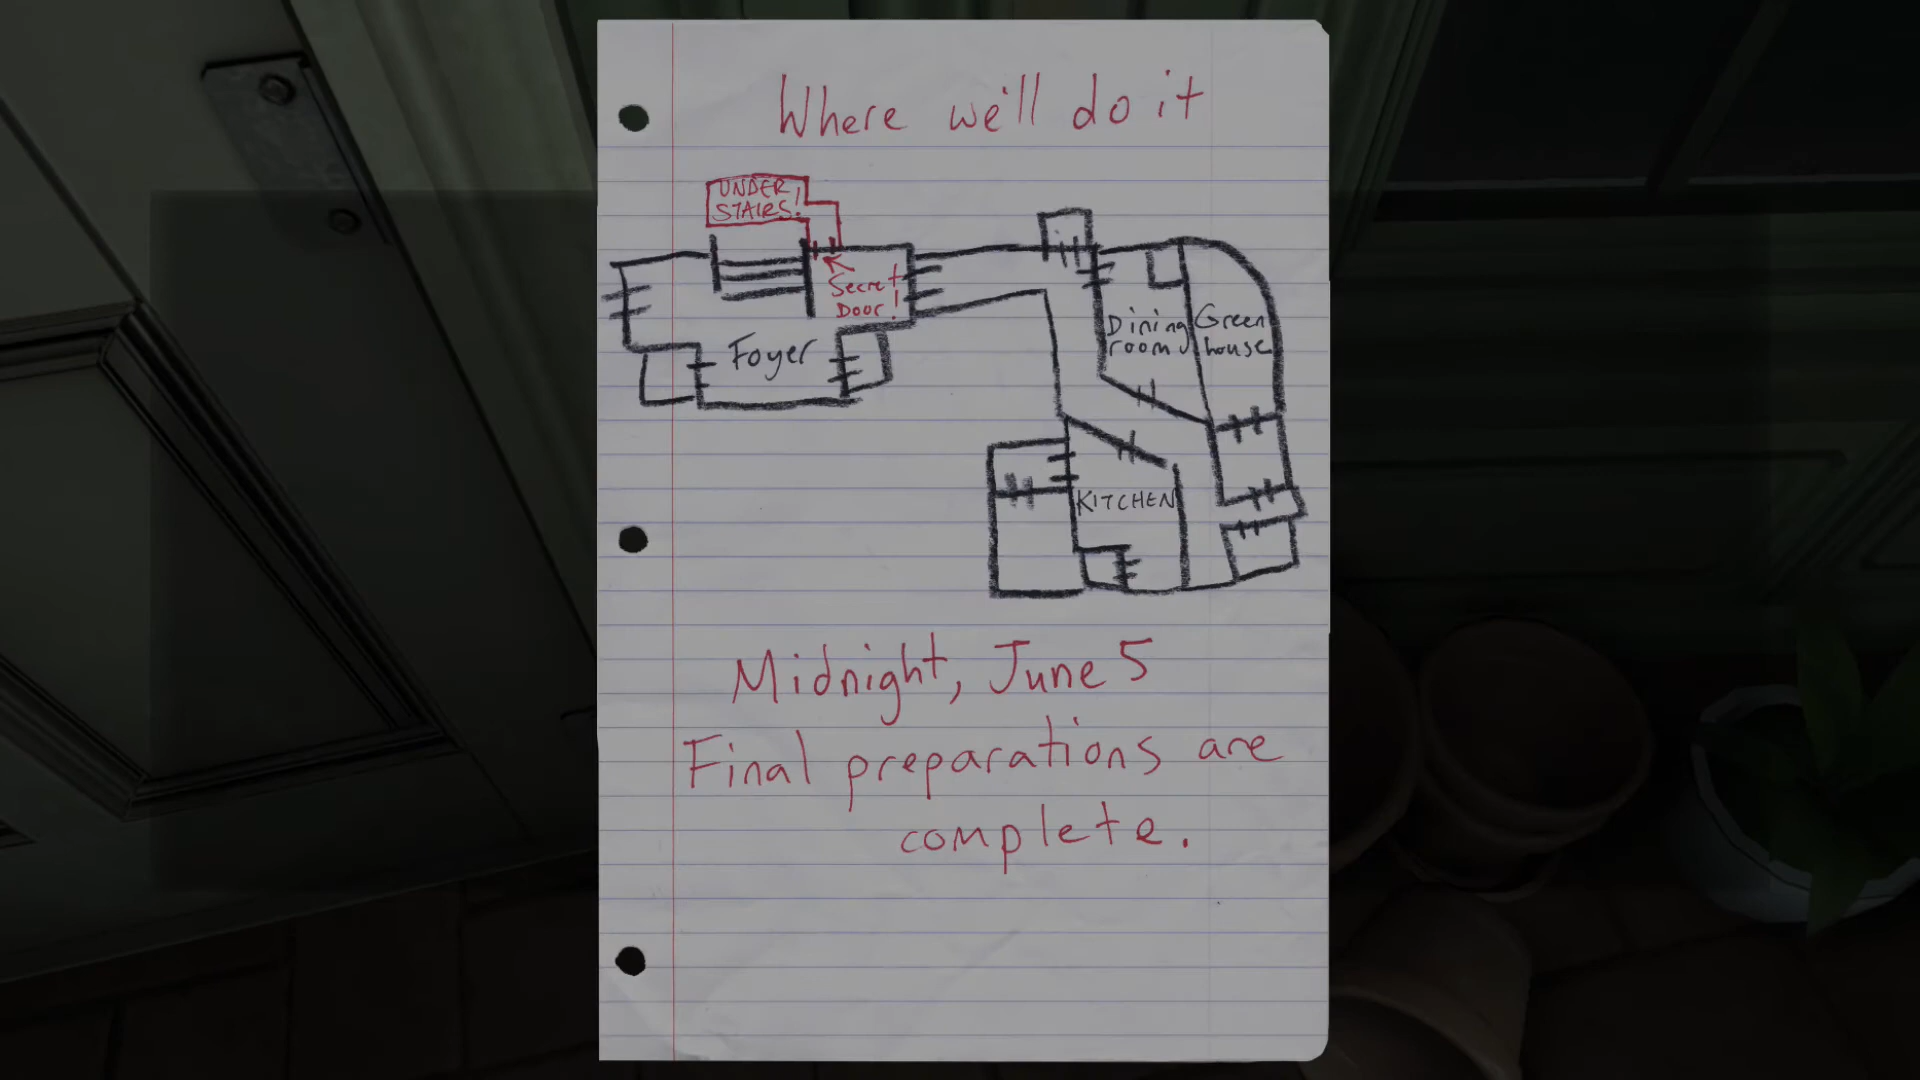 Where we'll do it
UNDER
STAIRS!
Secret
Door!
Foyer
Dining
room
Green
house
KITCHEN
Midnight, June 5
Final preparations are
complete.